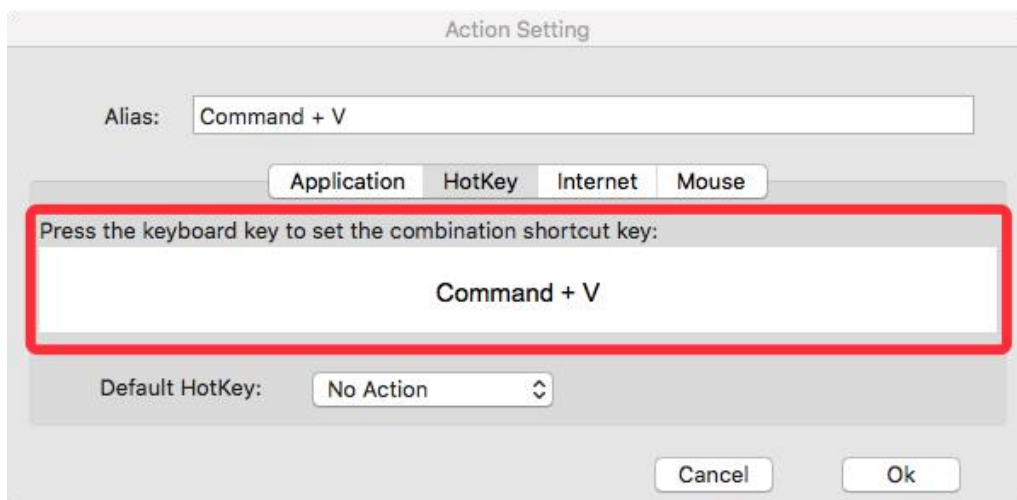 Action Setting
Alias: Command + V
Application HotKey Internet Mouse
Press the keyboard key to set the combination shortcut key:
Command + V
Default HotKey: No Action
Cancel Ok